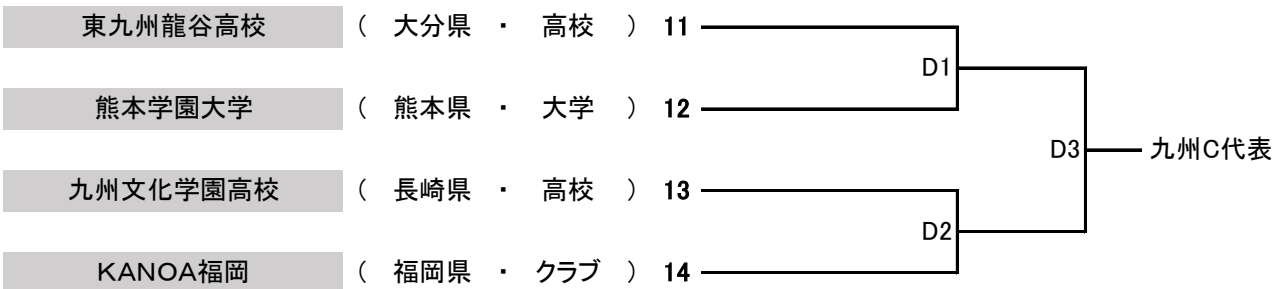 東九州龍谷高校 ( 大分県 ・ 高校 ) 11
D1
熊本学園大学 ( 熊本県 ・ 大学 ) 12
D3 九州C代表
九州文化学園高校 ( 長崎県 ・ 高校 ) 13
D2
KANOA福岡 ( 福岡県 ・ クラブ ) 14